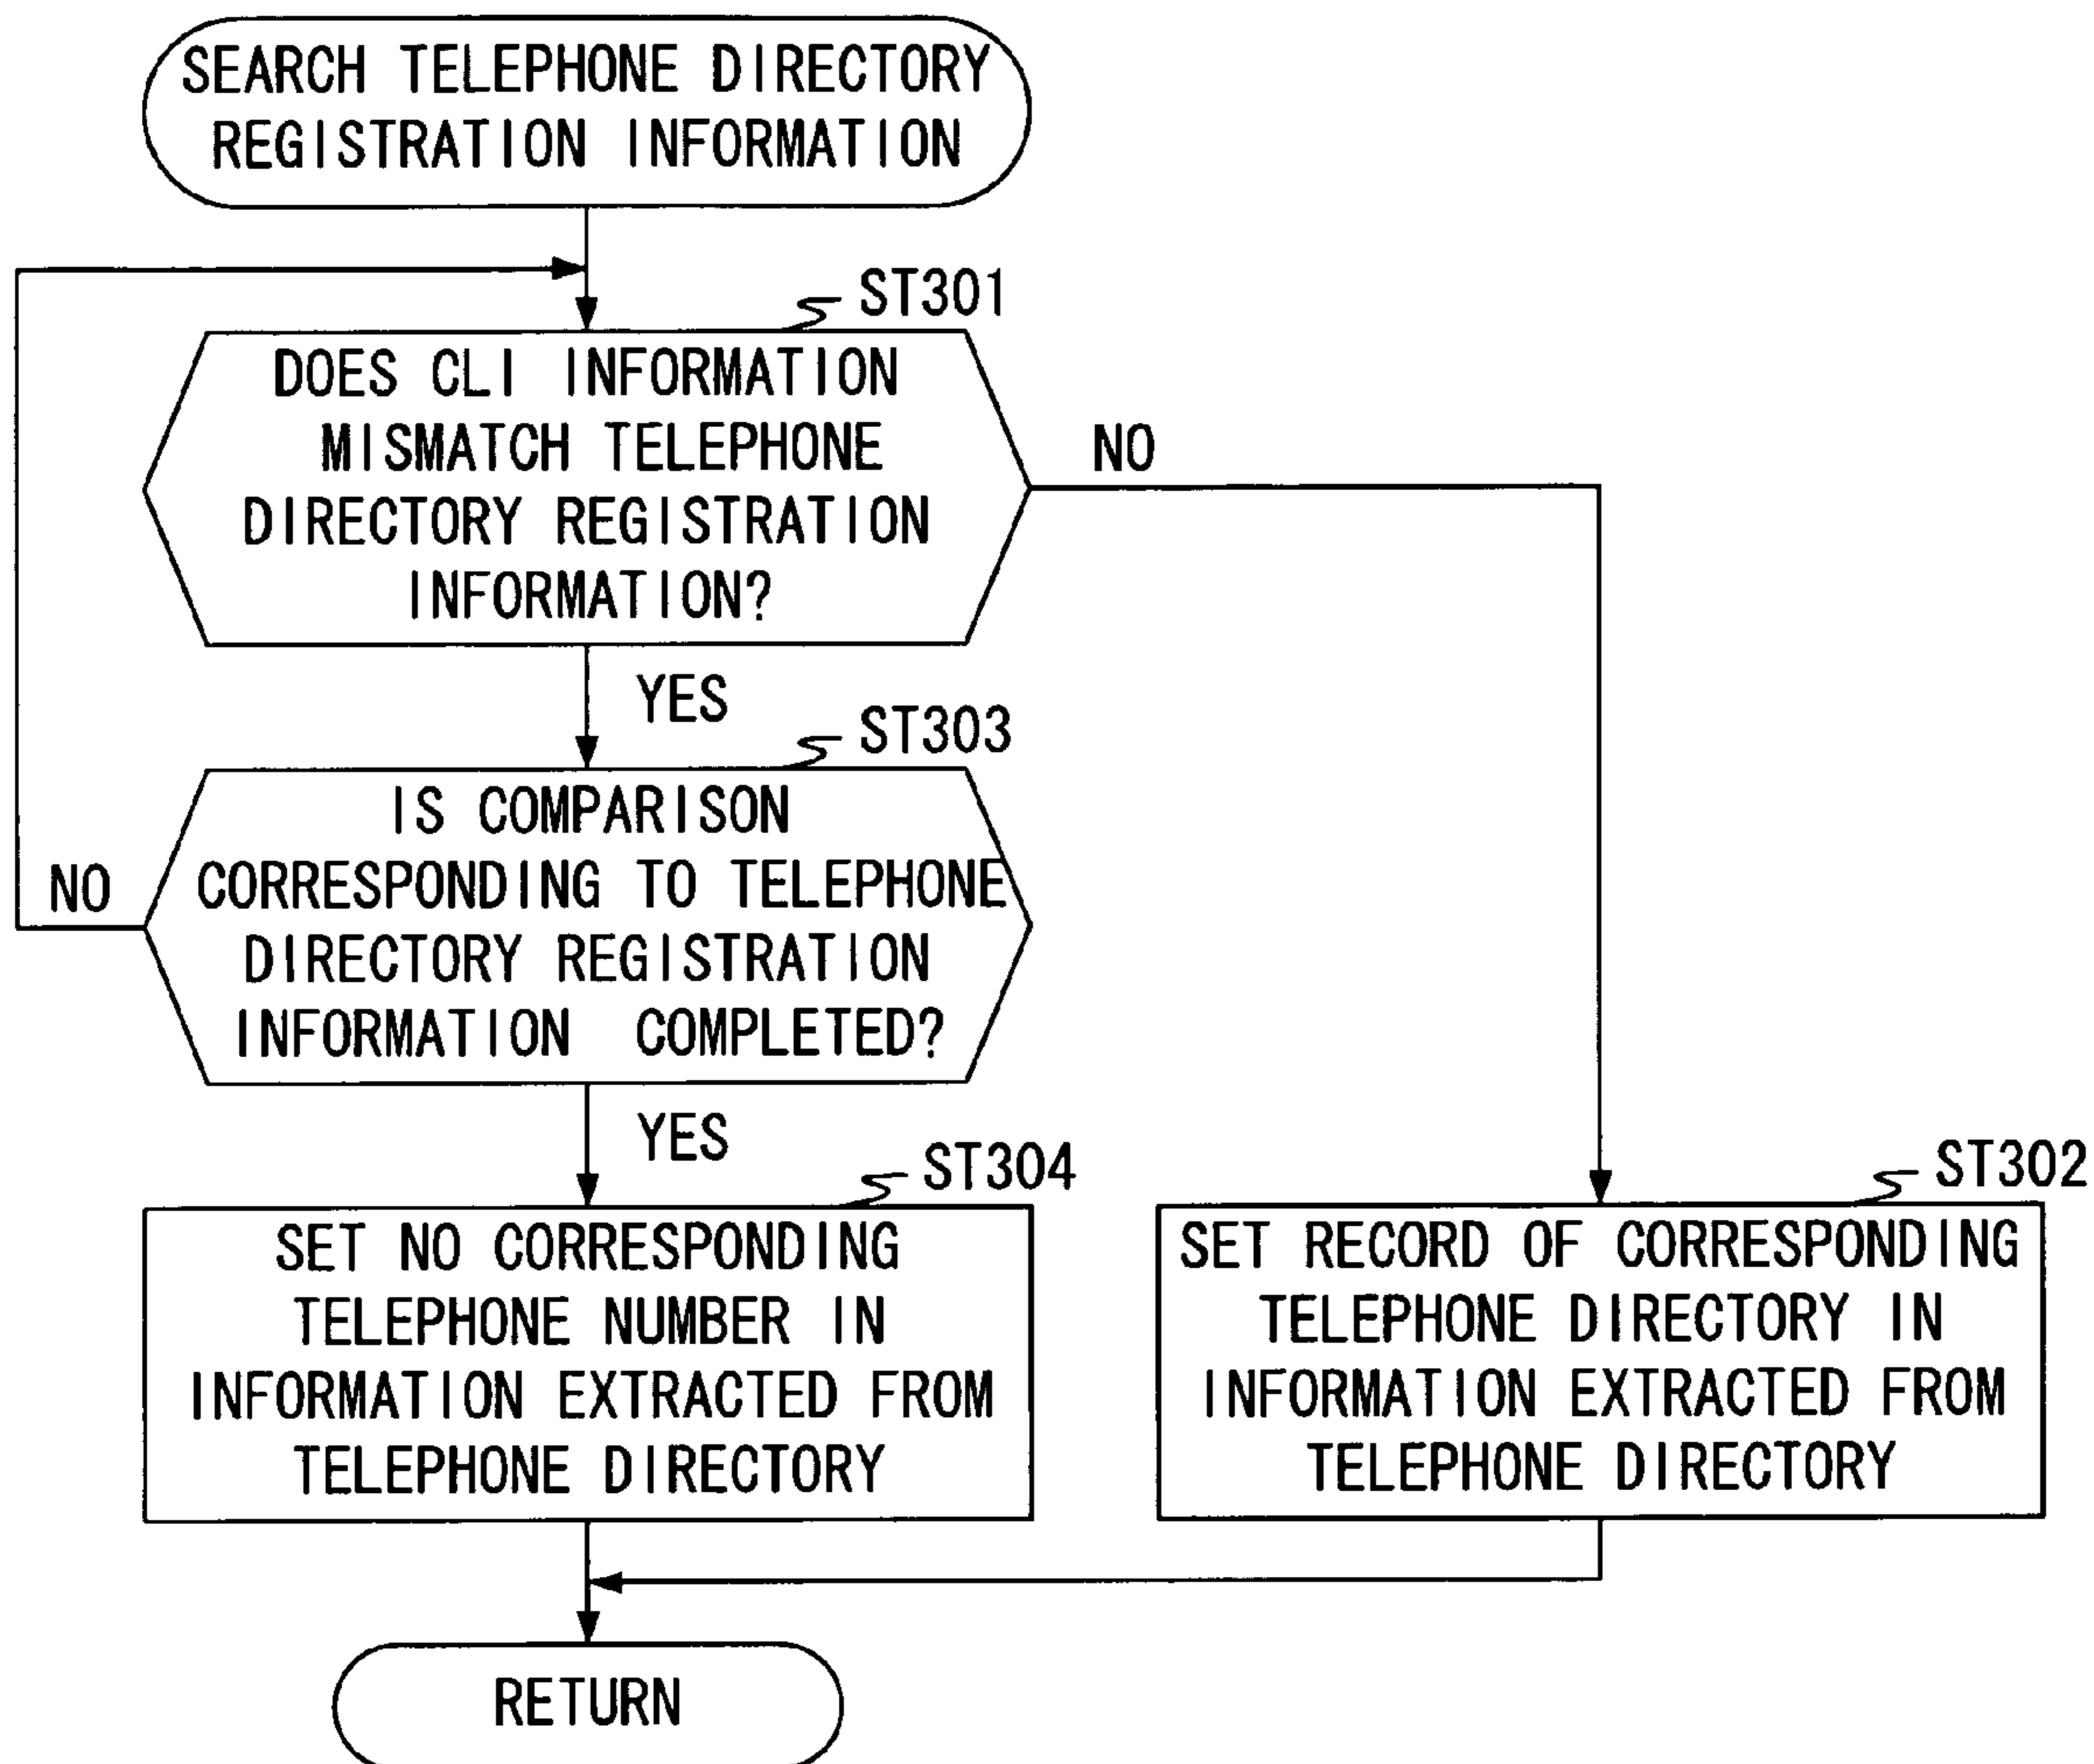 SEARCH TELEPHONE DIRECTORY
REGISTRATION INFORMATION
ST301
DOES CLI INFORMATION
MISMATCH TELEPHONE
DIRECTORY REGISTRATION
INFORMATION?
NO
YES
ST303
IS COMPARISON
CORRESPONDING TO TELEPHONE
DIRECTORY REGISTRATION
INFORMATION COMPLETED?
NO
YES
ST304
SET NO CORRESPONDING
TELEPHONE NUMBER IN
INFORMATION EXTRACTED FROM
TELEPHONE DIRECTORY
ST302
SET RECORD OF CORRESPONDING
TELEPHONE DIRECTORY IN
INFORMATION EXTRACTED FROM
TELEPHONE DIRECTORY
RETURN